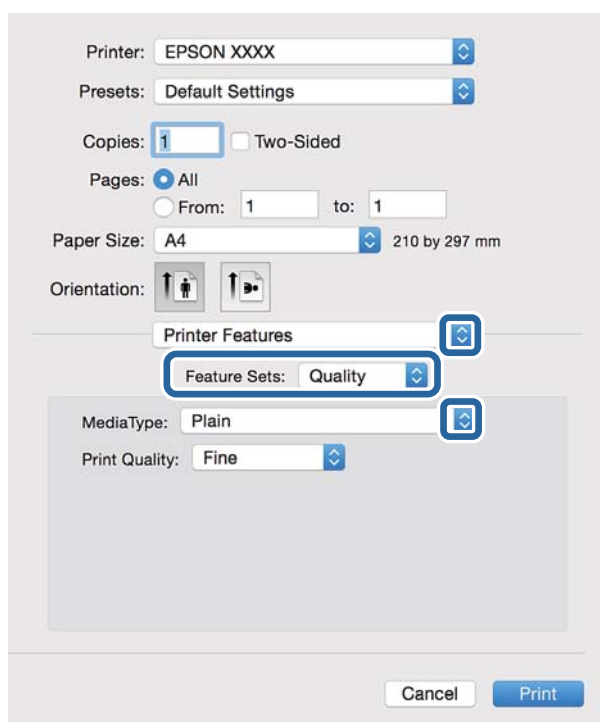 Printer: EPSON XXXX
Presets: Default Settings
Copies: 1 Two-Sided
Pages: All
From: 1 to: 1
Paper Size: A4 210 by 297 mm
Orientation:
Printer Features
Feature Sets: Quality
MediaType: Plain
Print Quality: Fine
Cancel Print